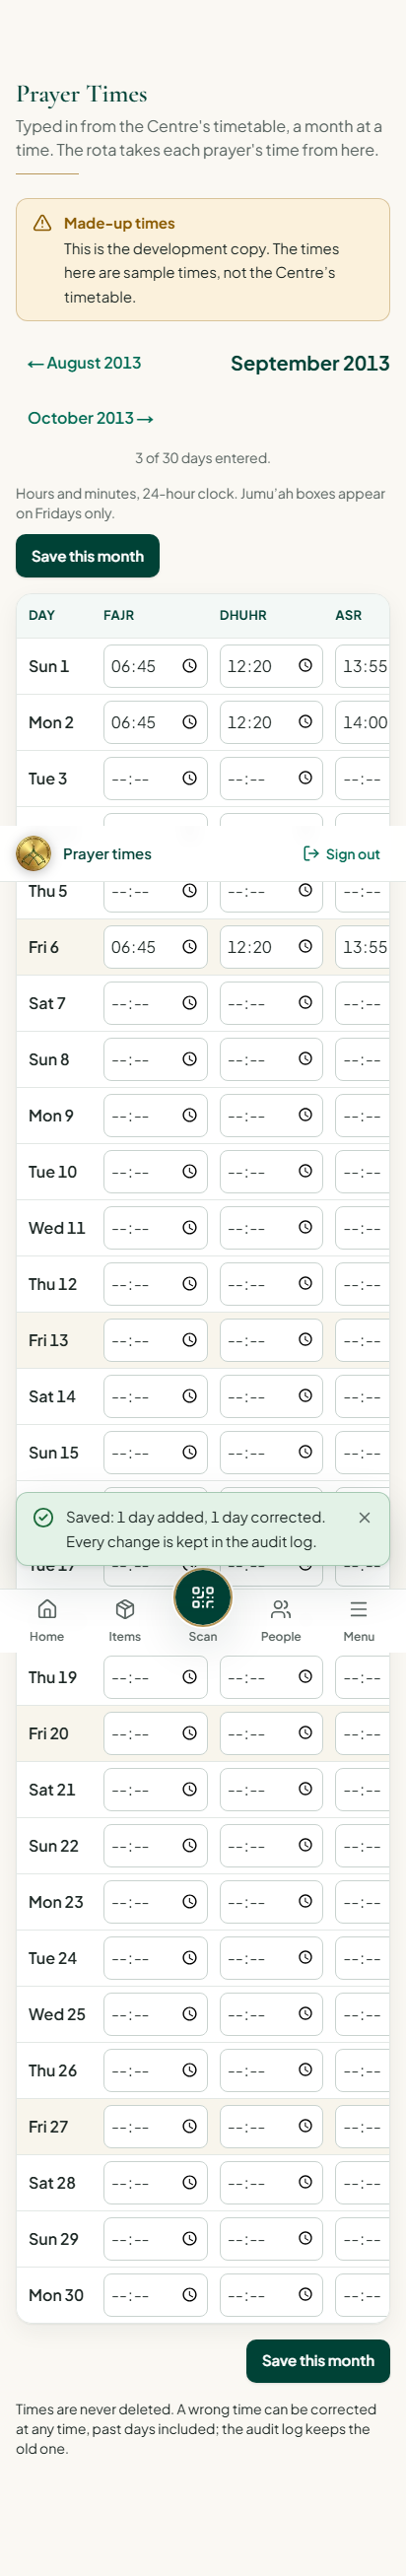 Prayer Times
Typed in from the Centre's timetable, a month at a
time. The rota takes each prayer's time from here.
Made-up times
This is the development copy. The times
here are sample times, not the Centre's
timetable.
← August 2013 September 2013
October 2013 →
3 of 30 days entered.
Hours and minutes, 24-hour clock. Jumu'ah boxes appear
on Fridays only.
Save this month
DAY FAJR DHUHR ASR
Sun 1 06:45 12:20 13:55
Mon 2 06:45 12:20 14:00
Tue 3 --:-- --:-- --:--
Prayer times Sign out
Thu 5 --:-- --:-- --:--
Fri 6 06:45 12:20 13:55
Sat 7 --:-- --:-- --:--
Sun 8 --:-- --:-- --:--
Mon 9 --:-- --:-- --:--
Tue 10 --:-- --:-- --:--
Wed 11 --:-- --:-- --:--
Thu 12 --:-- --:-- --:--
Fri 13 --:-- --:-- --:--
Sat 14 --:-- --:-- --:--
Sun 15 --:-- --:-- --:--
Saved: 1 day added, 1 day corrected.
Every change is kept in the audit log.
Tue 17 --:-- --:-- --:--
Home Items Scan People Menu
Thu 19 --:-- --:-- --:--
Fri 20 --:-- --:-- --:--
Sat 21 --:-- --:-- --:--
Sun 22 --:-- --:-- --:--
Mon 23 --:-- --:-- --:--
Tue 24 --:-- --:-- --:--
Wed 25 --:-- --:-- --:--
Thu 26 --:-- --:-- --:--
Fri 27 --:-- --:-- --:--
Sat 28 --:-- --:-- --:--
Sun 29 --:-- --:-- --:--
Mon 30 --:-- --:-- --:--
Save this month
Times are never deleted. A wrong time can be corrected
at any time, past days included; the audit log keeps the
old one.